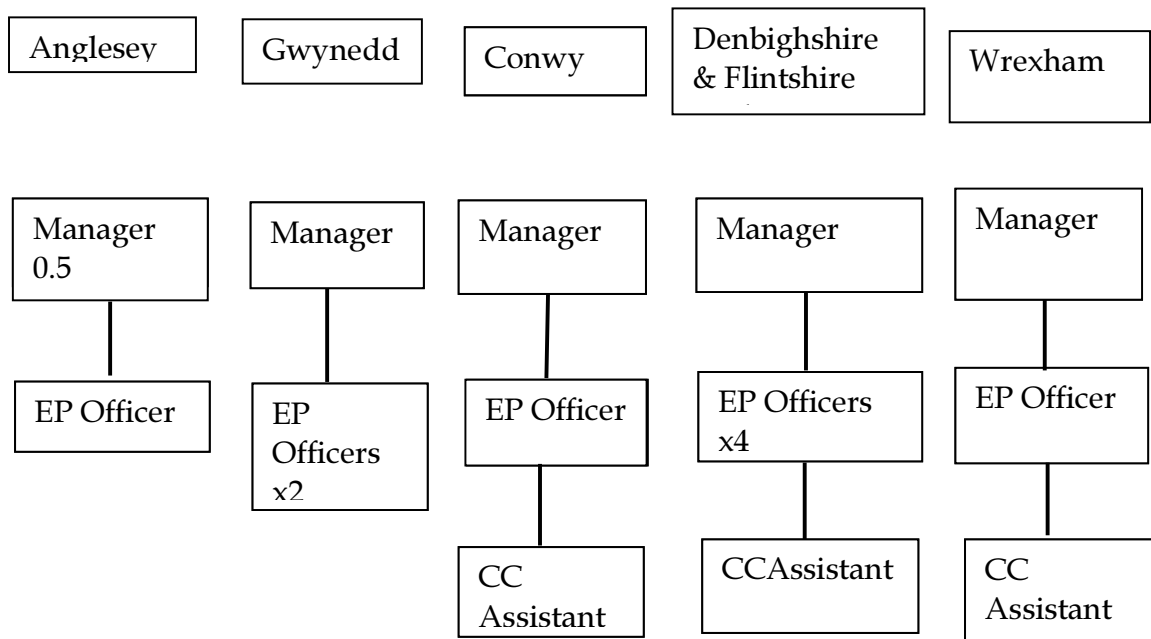 Anglesey
Gwynedd
Conwy
Denbighshire
& Flintshire
Wrexham
Manager
0.5
Manager
Manager
Manager
Manager
EP Officer
EP
Officers
x2
EP Officer
EP Officers
x4
EP Officer
CC
Assistant
CCAssistant
CC
Assistant